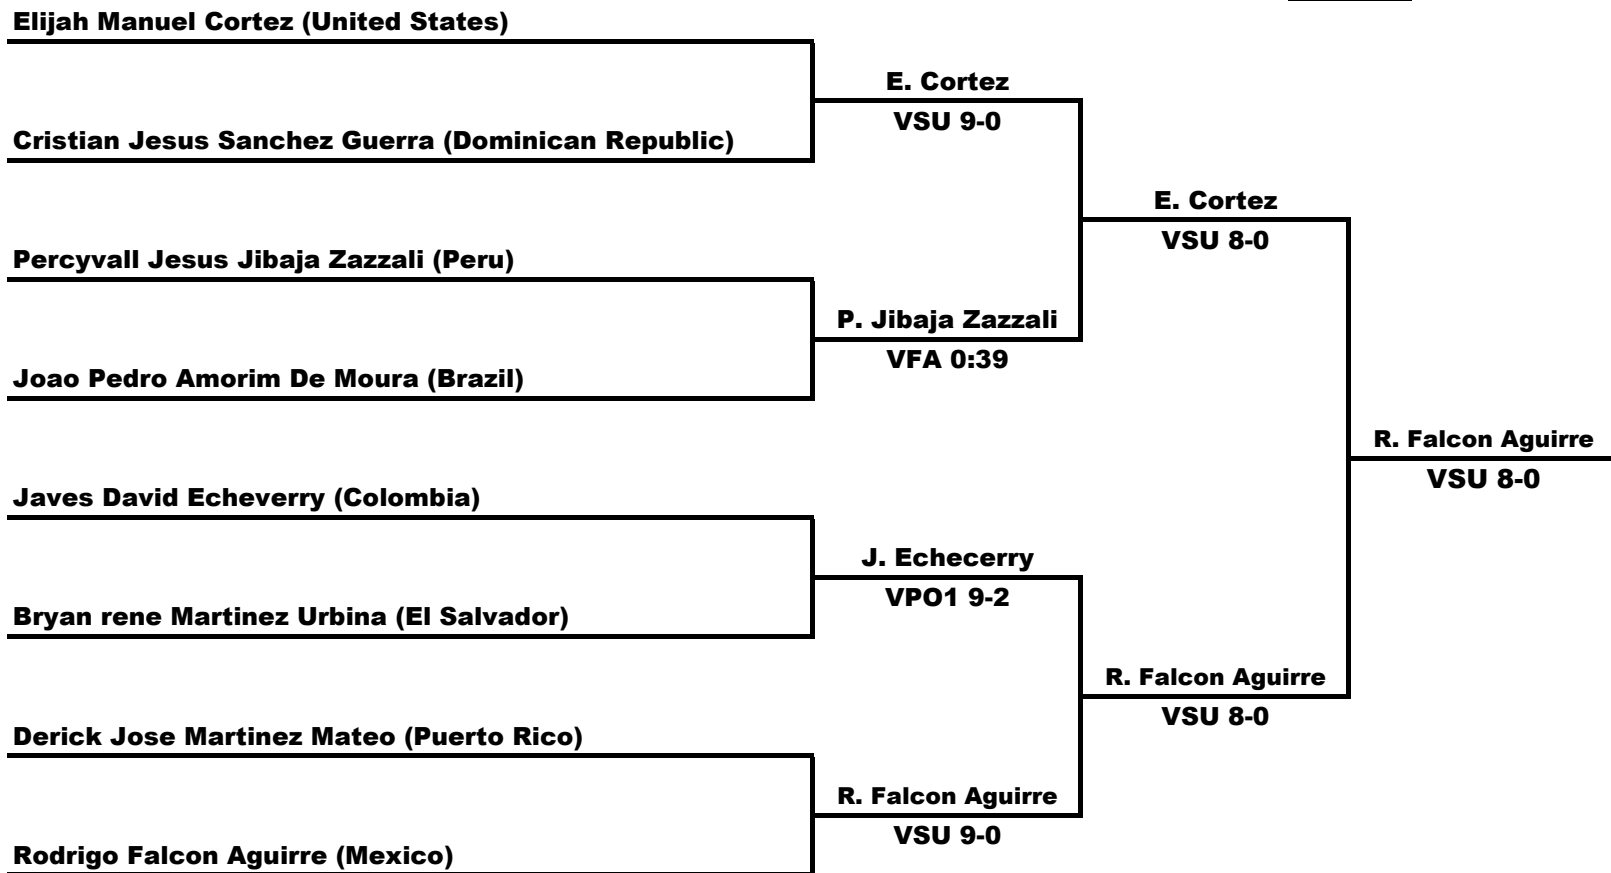 Elijah Manuel Cortez (United States)
E. Cortez
VSU 9-0
Cristian Jesus Sanchez Guerra (Dominican Republic)
E. Cortez
VSU 8-0
Percyvall Jesus Jibaja Zazzali (Peru)
P. Jibaja Zazzali
VFA 0:39
Joao Pedro Amorim De Moura (Brazil)
R. Falcon Aguirre
VSU 8-0
Javes David Echeverry (Colombia)
J. Echecerry
VPO1 9-2
Bryan rene Martinez Urbina (El Salvador)
R. Falcon Aguirre
VSU 8-0
Derick Jose Martinez Mateo (Puerto Rico)
R. Falcon Aguirre
VSU 9-0
Rodrigo Falcon Aguirre (Mexico)